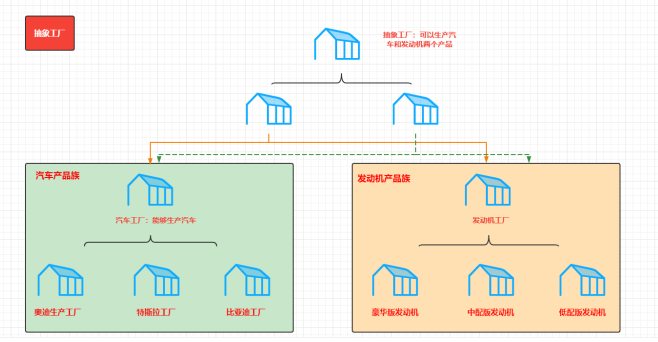 抽象工厂
抽象工厂：可以生产汽
车和发动机两个产品
汽车产品族
汽车工厂：能够生产汽车
奥迪生产工厂
特斯拉工厂
比亚迪工厂
发动机产品族
发动机工厂
豪华版发动机
中配版发动机
低配版发动机